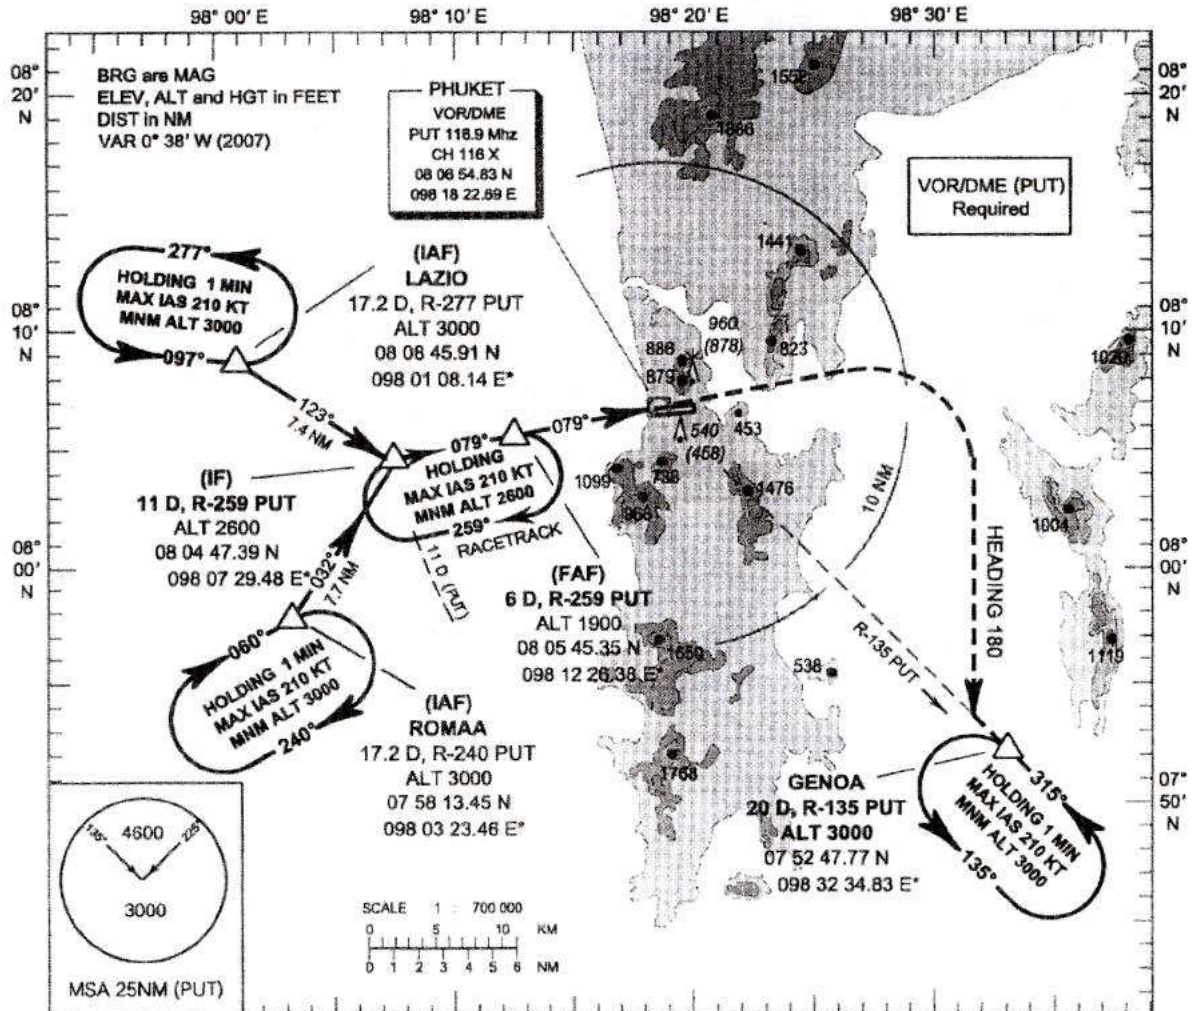 98° 00' E
98° 10' E
98° 20' E
98° 30' E
08°
20'
N
08°
20'
N
BRG are MAG
ELEV, ALT and HGT in FEET
DIST in NM
VAR 0° 38' W (2007)
PHUKET
VOR/DME
PUT 116.9 Mhz
CH 116 X
08 06 54.83 N
098 18 22.69 E
1552
1866
VOR/DME (PUT)
Required
1441
(IAF)
LAZIO
17.2 D, R-277 PUT
ALT 3000
08 08 45.91 N
098 01 08.14 E*
277°
HOLDING 1 MIN
MAX IAS 210 KT
MNM ALT 3000
097°
08°
10'
N
08°
10'
N
960
(878)
886
879
823
1020
123°
7.4 NM
079°
079°
540
(458)
453
HOLDING
MAX IAS 210 KT
MNM ALT 2600
259°
RACETRACK
11 D (PUT)
(IF)
11 D, R-259 PUT
ALT 2600
08 04 47.39 N
098 07 29.48 E*
1099
738
968
1476
10 NM
1004
08°
00'
N
08°
00'
N
032°
7.7 NM
(FAF)
6 D, R-259 PUT
ALT 1900
08 05 45.35 N
098 12 26.38 E*
HEADING 180
R-135 PUT
1650
538
1119
060°
HOLDING 1 MIN
MAX IAS 210 KT
MNM ALT 3000
240°
(IAF)
ROMAA
17.2 D, R-240 PUT
ALT 3000
07 58 13.45 N
098 03 23.46 E*
1768
GENOA
20 D, R-135 PUT
ALT 3000
07 52 47.77 N
098 32 34.83 E*
315°
HOLDING 1 MIN
MAX IAS 210 KT
MNM ALT 3000
135°
07°
50'
N
135°
4600
225°
3000
MSA 25NM (PUT)
SCALE 1 : 700 000
0 5 10 KM
0 1 2 3 4 5 6 NM